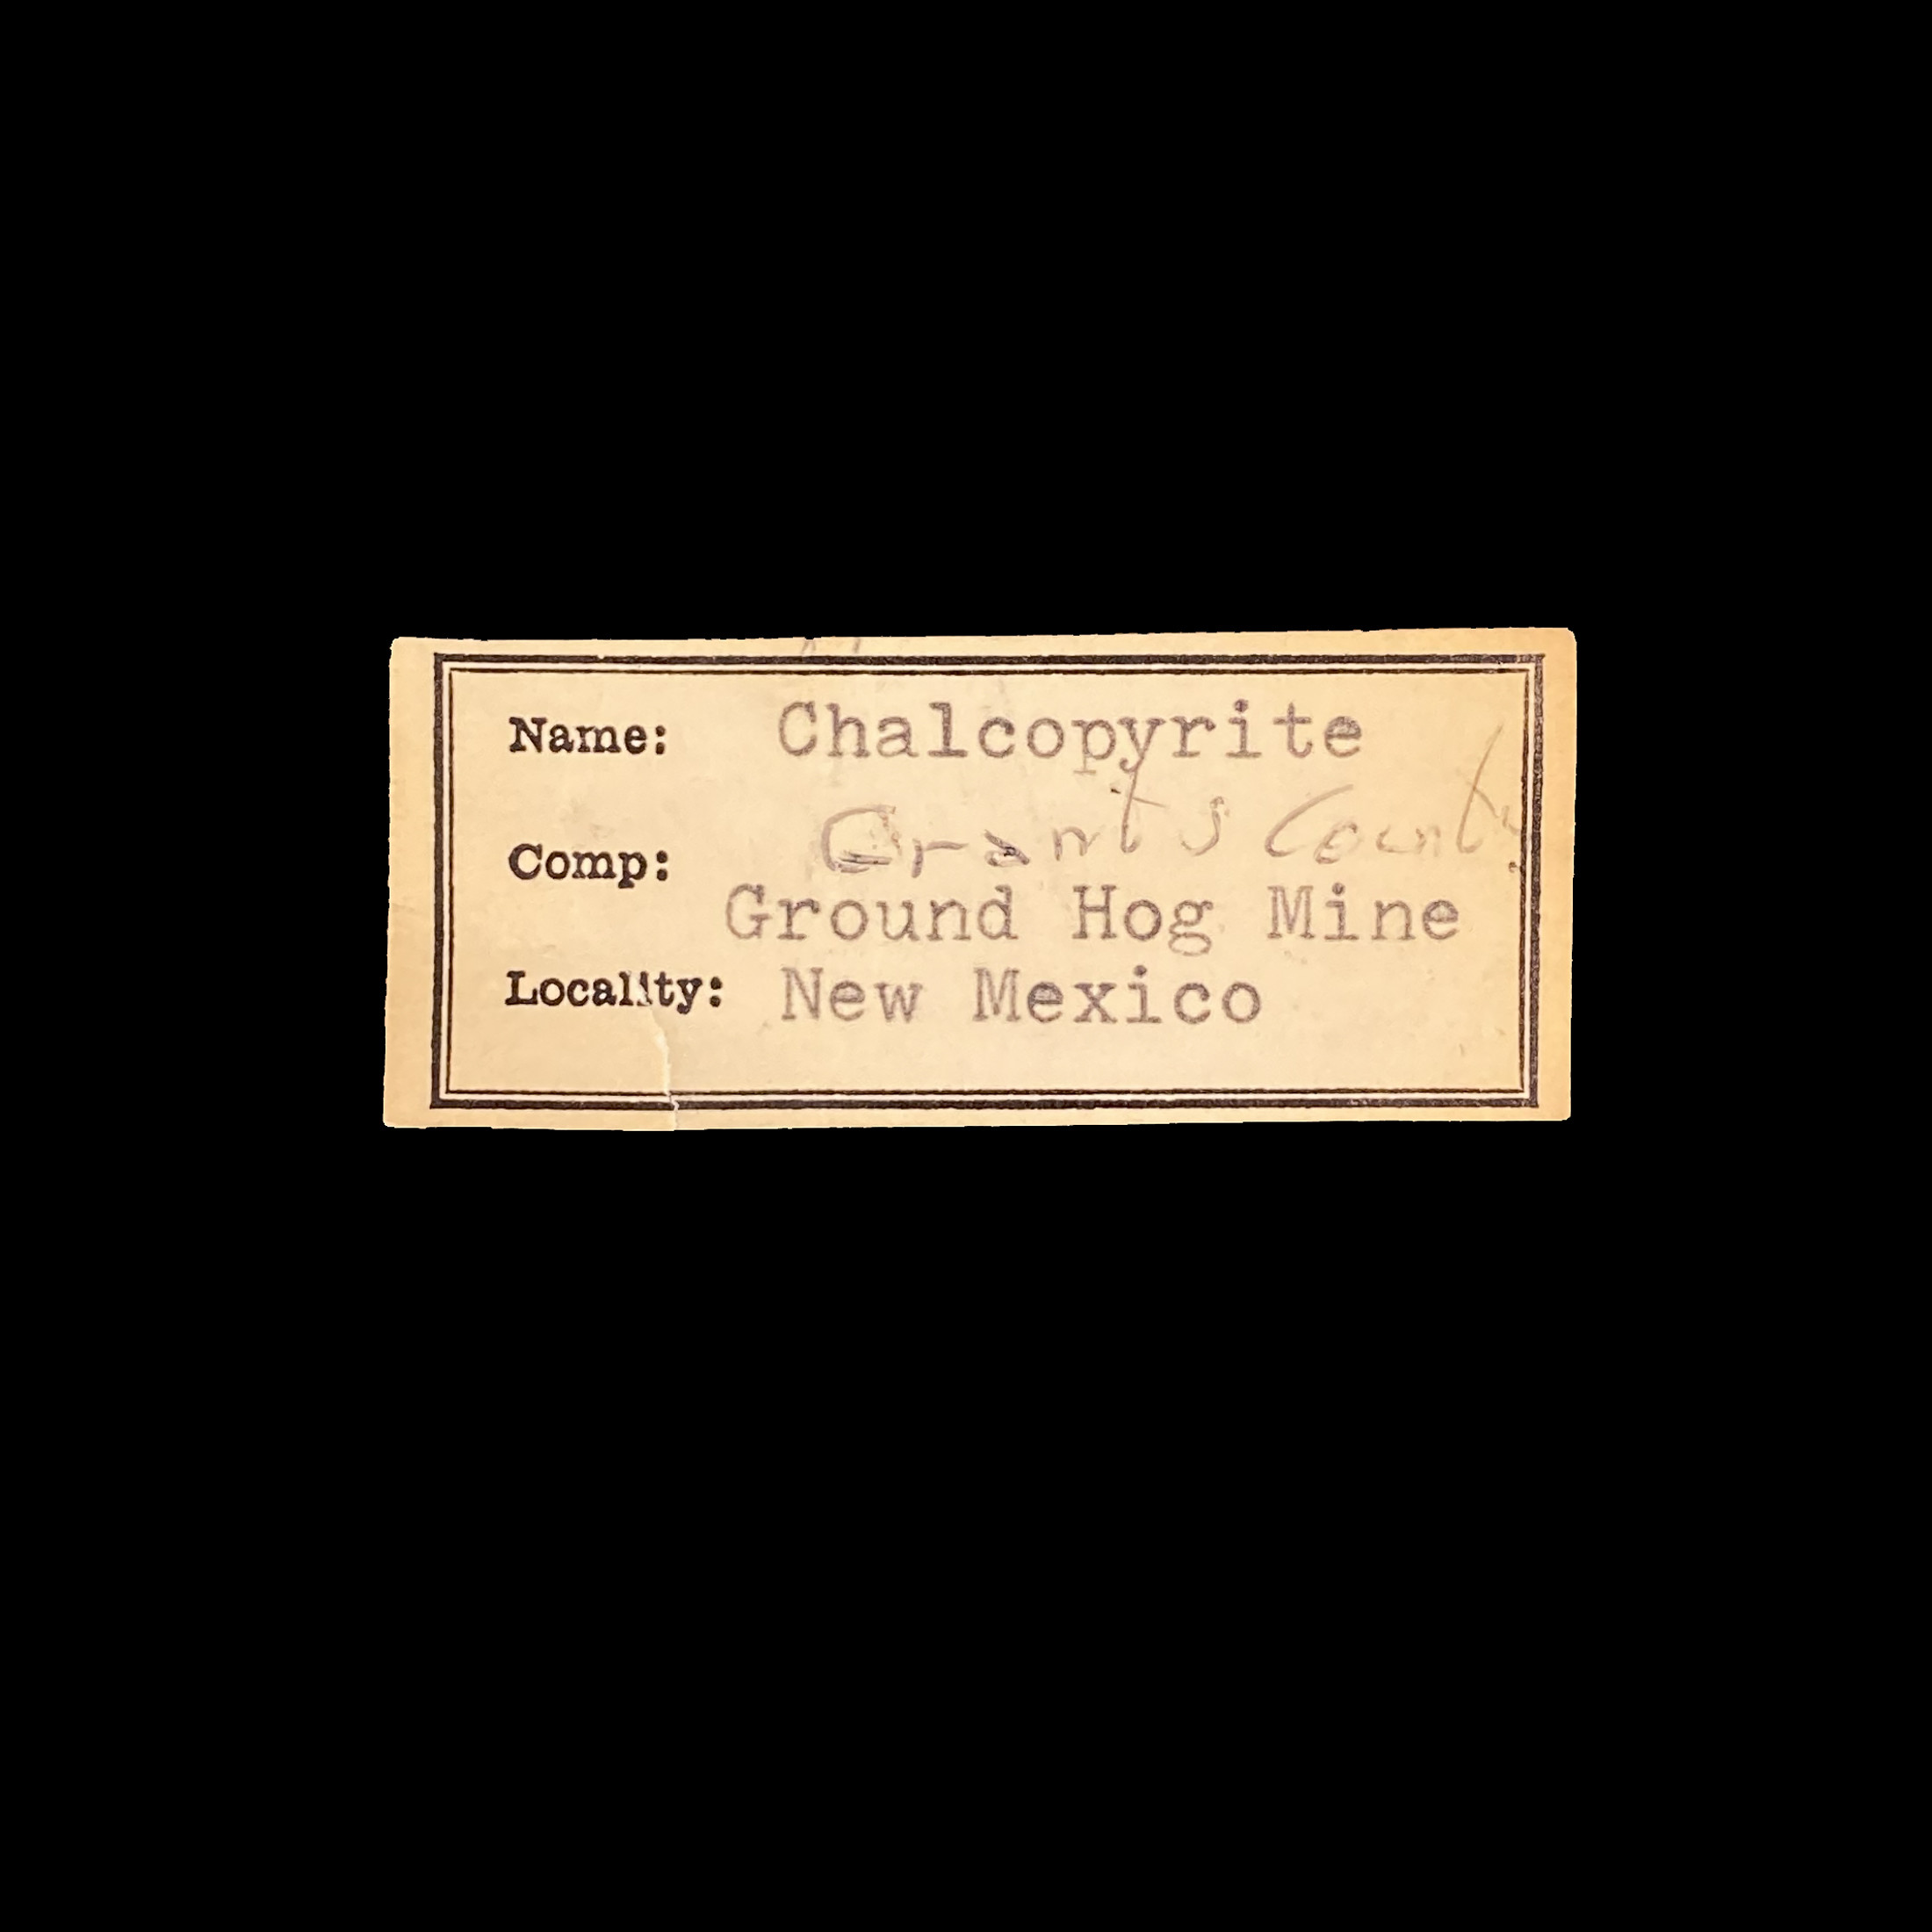 Name: Chalcopyrite
Grants County
Comp:
Ground Hog Mine
Locality: New Mexico